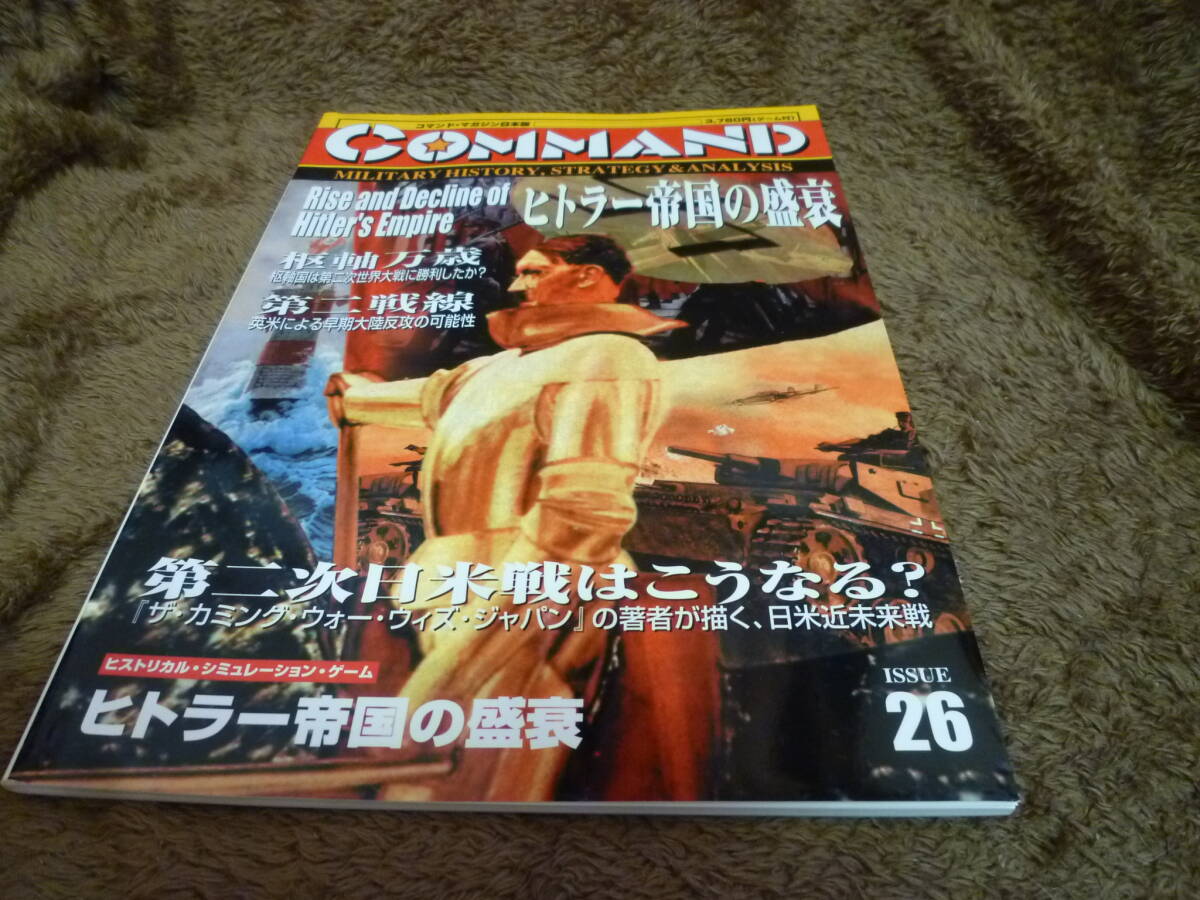 コマンド・マガジン日本版
3,780円(ゲーム付)
COMMAND
MILITARY HISTORY, STRATEGY & ANALYSIS
Rise and Decline of
Hitler's Empire
ヒトラー帝国の盛衰
枢軸万歳
枢軸国は第二次世界大戦に勝利したか?
第二戦線
英米による早期大陸反攻の可能性
第二次日米戦はこうなる?
『ザ・カミング・ウォー・ウィズ・ジャパン』の著者が描く、日米近未来戦
ヒストリカル・シミュレーション・ゲーム
ヒトラー帝国の盛衰
ISSUE
26